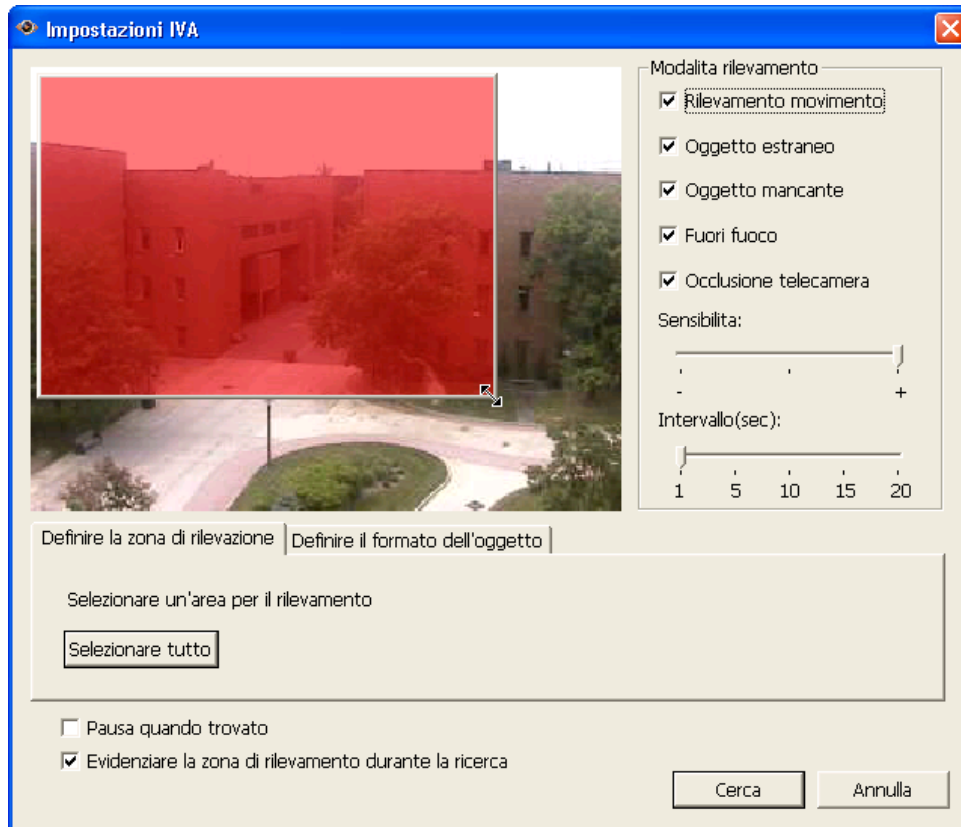 Impostazioni IVA
Modalita rilevamento
Rilevamento movimento
Oggetto estraneo
Oggetto mancante
Fuori fuoco
Occlusione telecamera
Sensibilita:
- +
Intervallo(sec):
1 5 10 15 20
Definire la zona di rilevazione Definire il formato dell'oggetto
Selezionare un'area per il rilevamento
Selezionare tutto
Pausa quando trovato
Evidenziare la zona di rilevamento durante la ricerca
Cerca Annulla